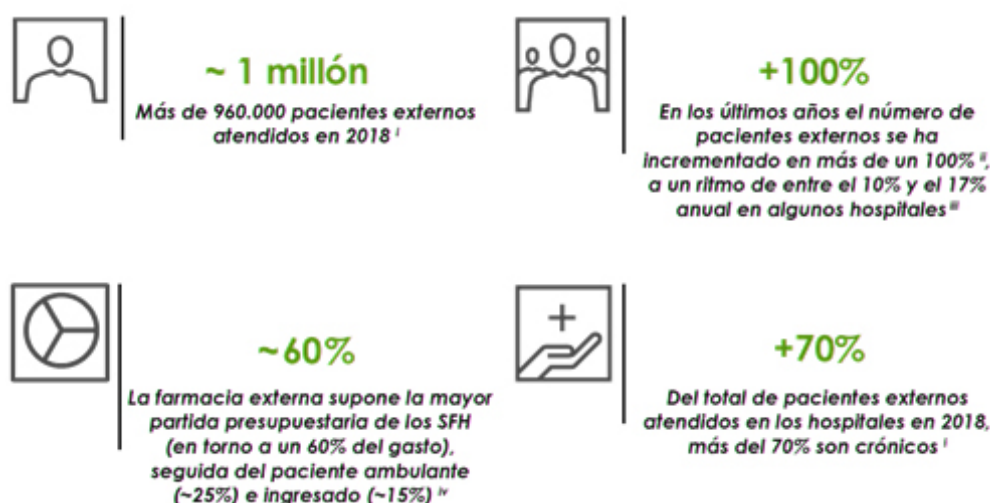 ~ 1 millón
Más de 960.000 pacientes externos
atendidos en 2018 i
+100%
En los últimos años el número de
pacientes externos se ha
incrementado en más de un 100% ii,
a un ritmo de entre el 10% y el 17%
anual en algunos hospitales iii
~60%
La farmacia externa supone la mayor
partida presupuestaria de los SFH
(en torno a un 60% del gasto),
seguida del paciente ambulante
(~25%) e ingresado (~15%) iv
+70%
Del total de pacientes externos
atendidos en los hospitales en 2018,
más del 70% son crónicos i